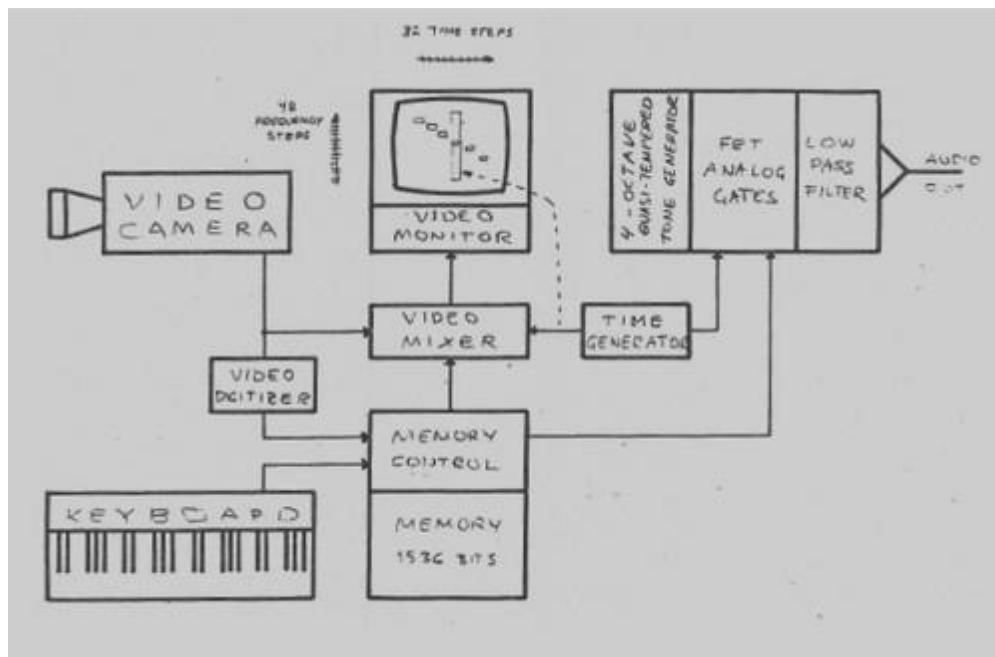 32 TIME STEPS
48
FREQUENCY
STEPS
VIDEO
CAMERA
VIDEO
MONITOR
4-OCTAVE
QUASI-TEMPERED
TONE GENERATOR
FET
ANALOG
GATES
LOW
PASS
FILTER
AUDIO
OUT
VIDEO
MIXER
TIME
GENERATOR
VIDEO
DGITIZER
MEMORY
CONTROL
KEYBOARD
MEMORY
1536 BITS